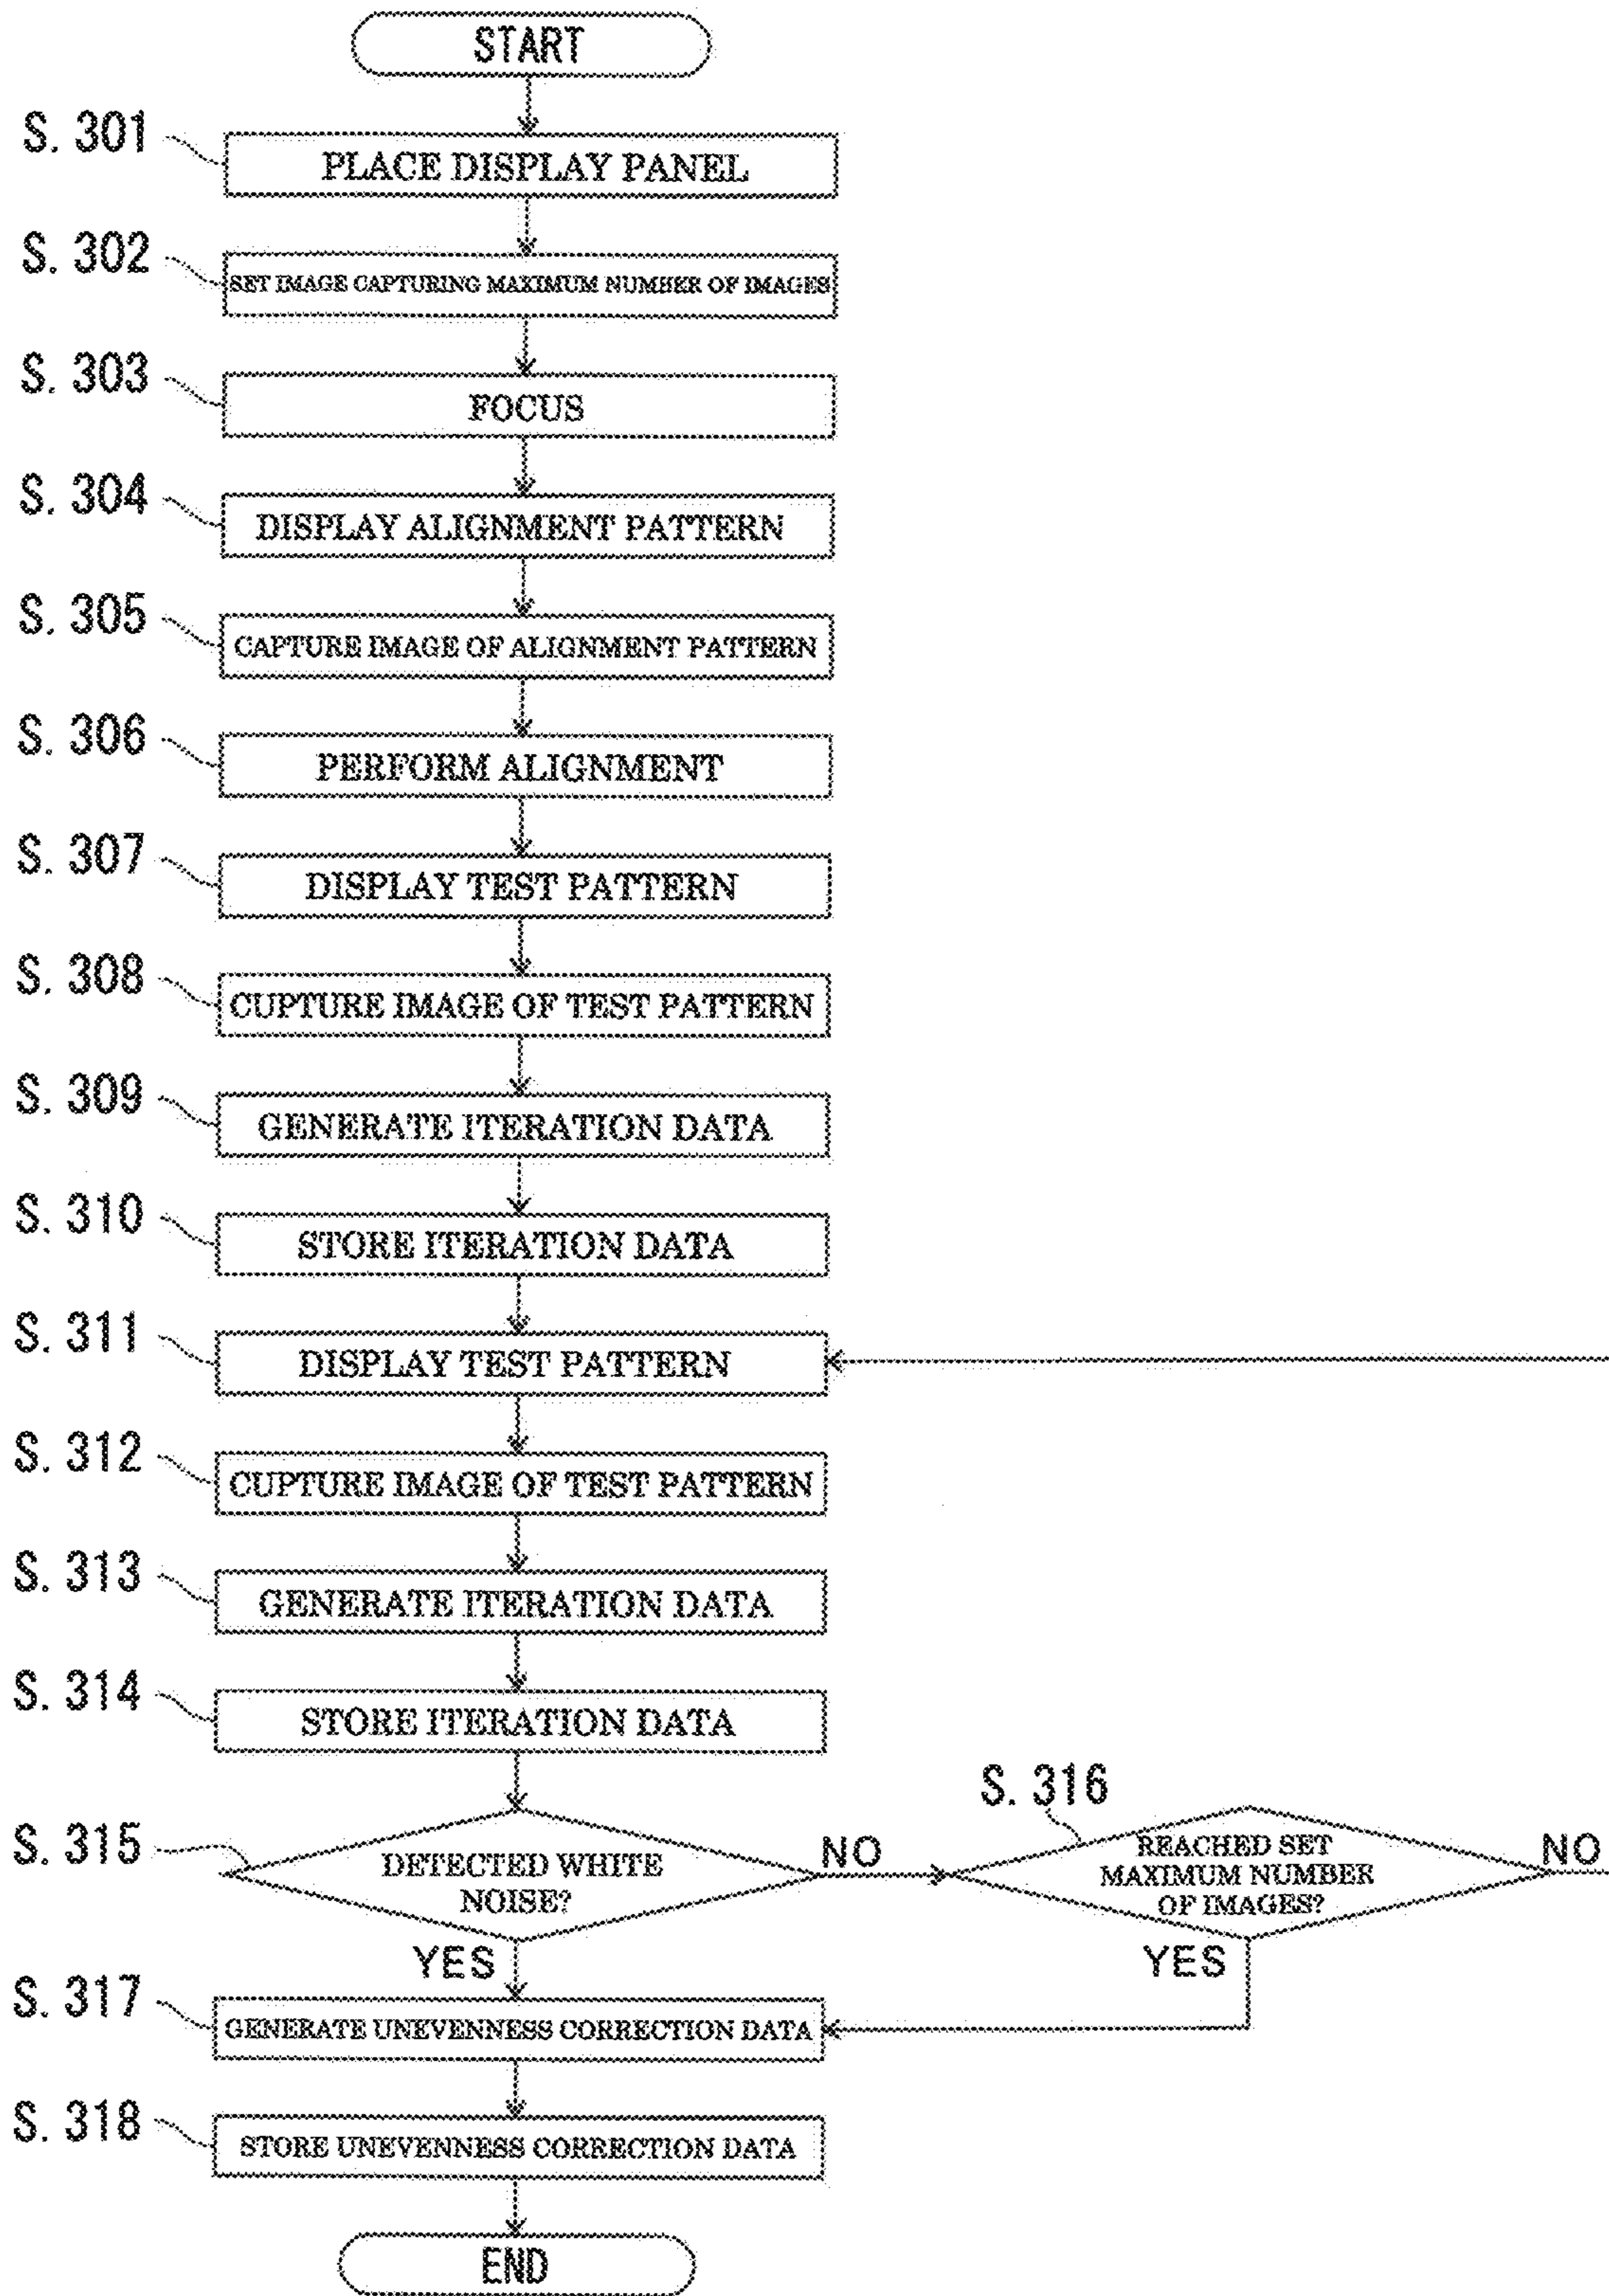 START
S. 301
PLACE DISPLAY PANEL
S. 302
SET IMAGE CAPTURING MAXIMUM NUMBER OF IMAGES
S. 303
FOCUS
S. 304
DISPLAY ALIGNMENT PATTERN
S. 305
CAPTURE IMAGE OF ALIGNMENT PATTERN
S. 306
PERFORM ALIGNMENT
S. 307
DISPLAY TEST PATTERN
S. 308
CUPTURE IMAGE OF TEST PATTERN
S. 309
GENERATE ITERATION DATA
S. 310
STORE ITERATION DATA
S. 311
DISPLAY TEST PATTERN
S. 312
CUPTURE IMAGE OF TEST PATTERN
S. 313
GENERATE ITERATION DATA
S. 314
STORE ITERATION DATA
S. 315
DETECTED WHITE
NOISE?
NO
YES
S. 316
REACHED SET
MAXIMUM NUMBER
OF IMAGES?
NO
YES
S. 317
GENERATE UNEVENNESS CORRECTION DATA
S. 318
STORE UNEVENNESS CORRECTION DATA
END